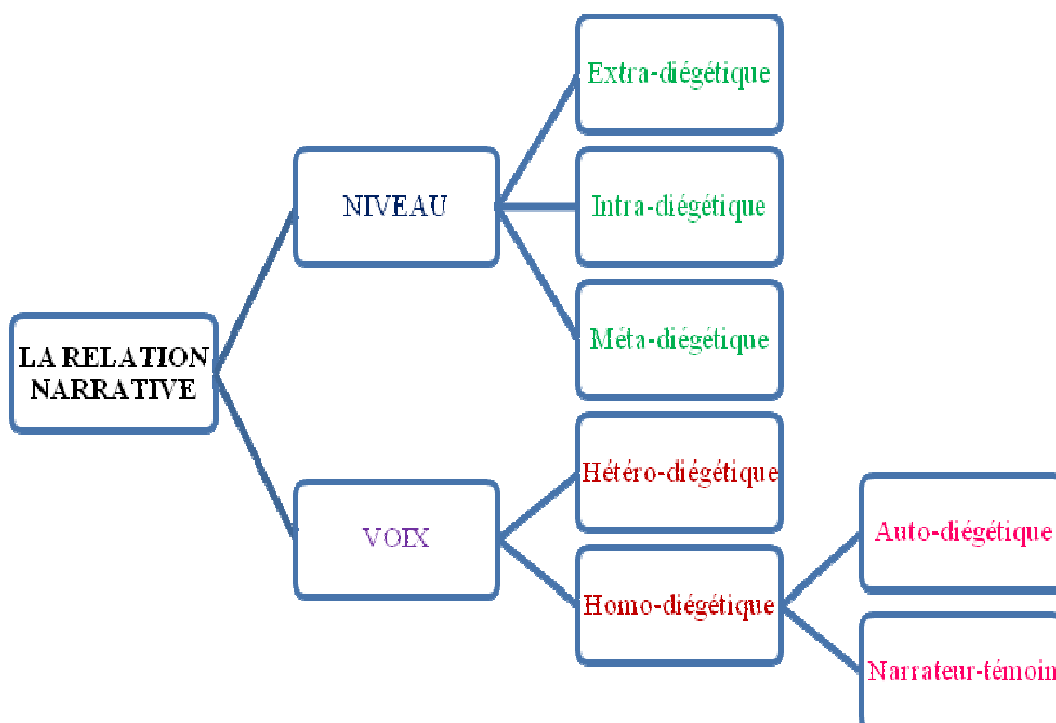 LA RELATION
NARRATIVE
NIVEAU
Extra-diégétique
Intra-diégétique
Méta-diégétique
VOIX
Hétéro-diégétique
Homo-diégétique
Auto-diégétique
Narrateur-témoin